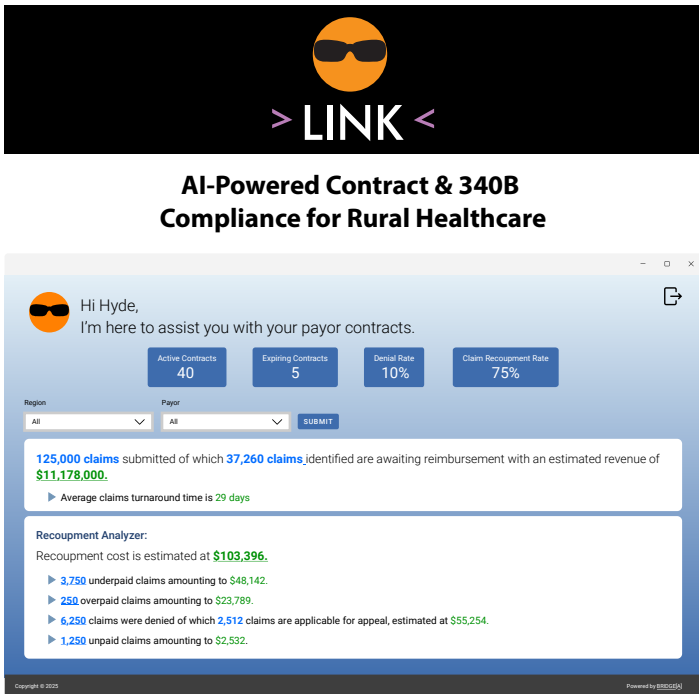 > LINK <
AI-Powered Contract & 340B
Compliance for Rural Healthcare
Hi Hyde,
I'm here to assist you with your payor contracts.
Active Contracts
40
Expiring Contracts
5
Denial Rate
10%
Claim Recoupment Rate
75%
Region
All
Payor
All
SUBMIT
125,000 claims submitted of which 37,260 claims identified are awaiting reimbursement with an estimated revenue of
$11,178,000.
Average claims turnaround time is 29 days
Recoupment Analyzer:
Recoupment cost is estimated at $103,396.
3,750 underpaid claims amounting to $48,142.
250 overpaid claims amounting to $23,789.
6,250 claims were denied of which 2,512 claims are applicable for appeal, estimated at $55,254.
1,250 unpaid claims amounting to $2,532.
Copyright © 2025
Powered by BRIDGE[A]